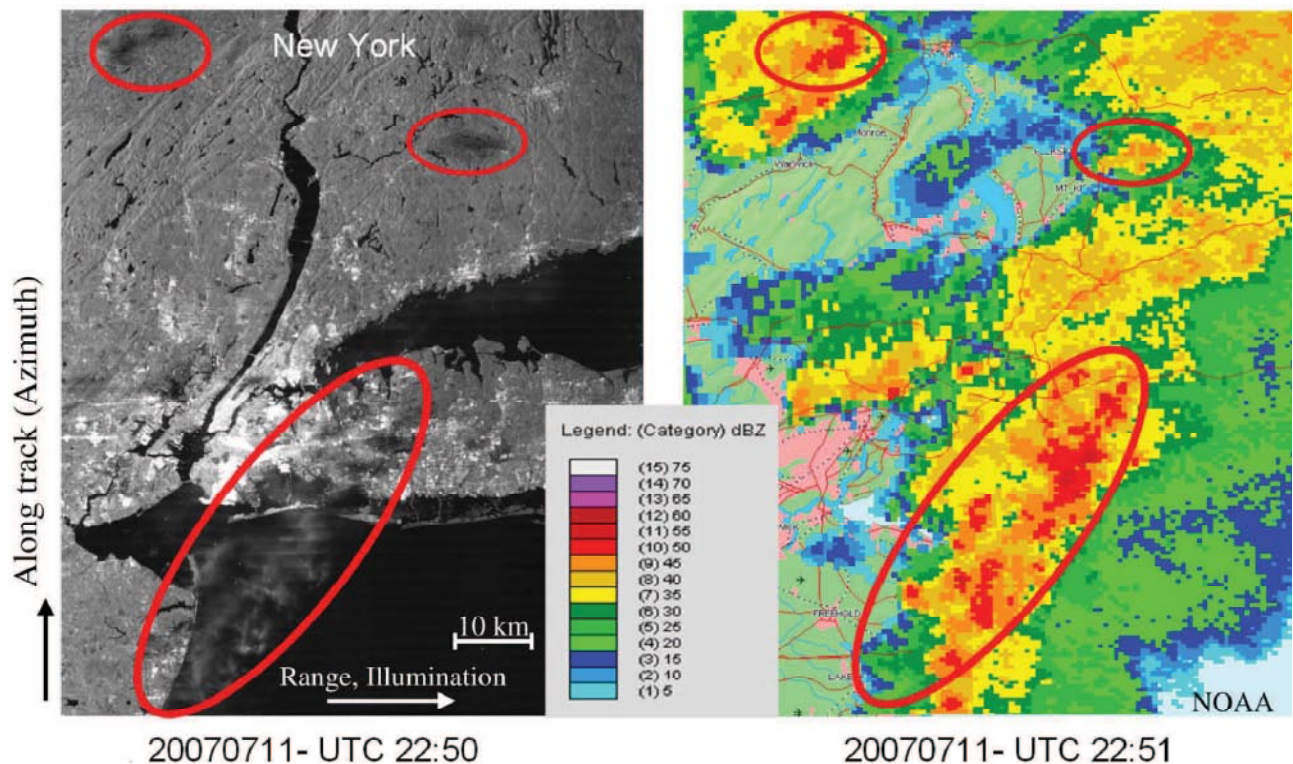 New York
Along track (Azimuth)
10 km
Range, Illumination
20070711- UTC 22:50
Monroe
Warwick
Legend: (Category) dBZ
(15) 75
(14) 70
(13) 65
(12) 60
(11) 55
(10) 50
(9) 45
(8) 40
(7) 35
(6) 30
(5) 25
(4) 20
(3) 15
(2) 10
(1) 5
FREEHOLD
NOAA
20070711- UTC 22:51